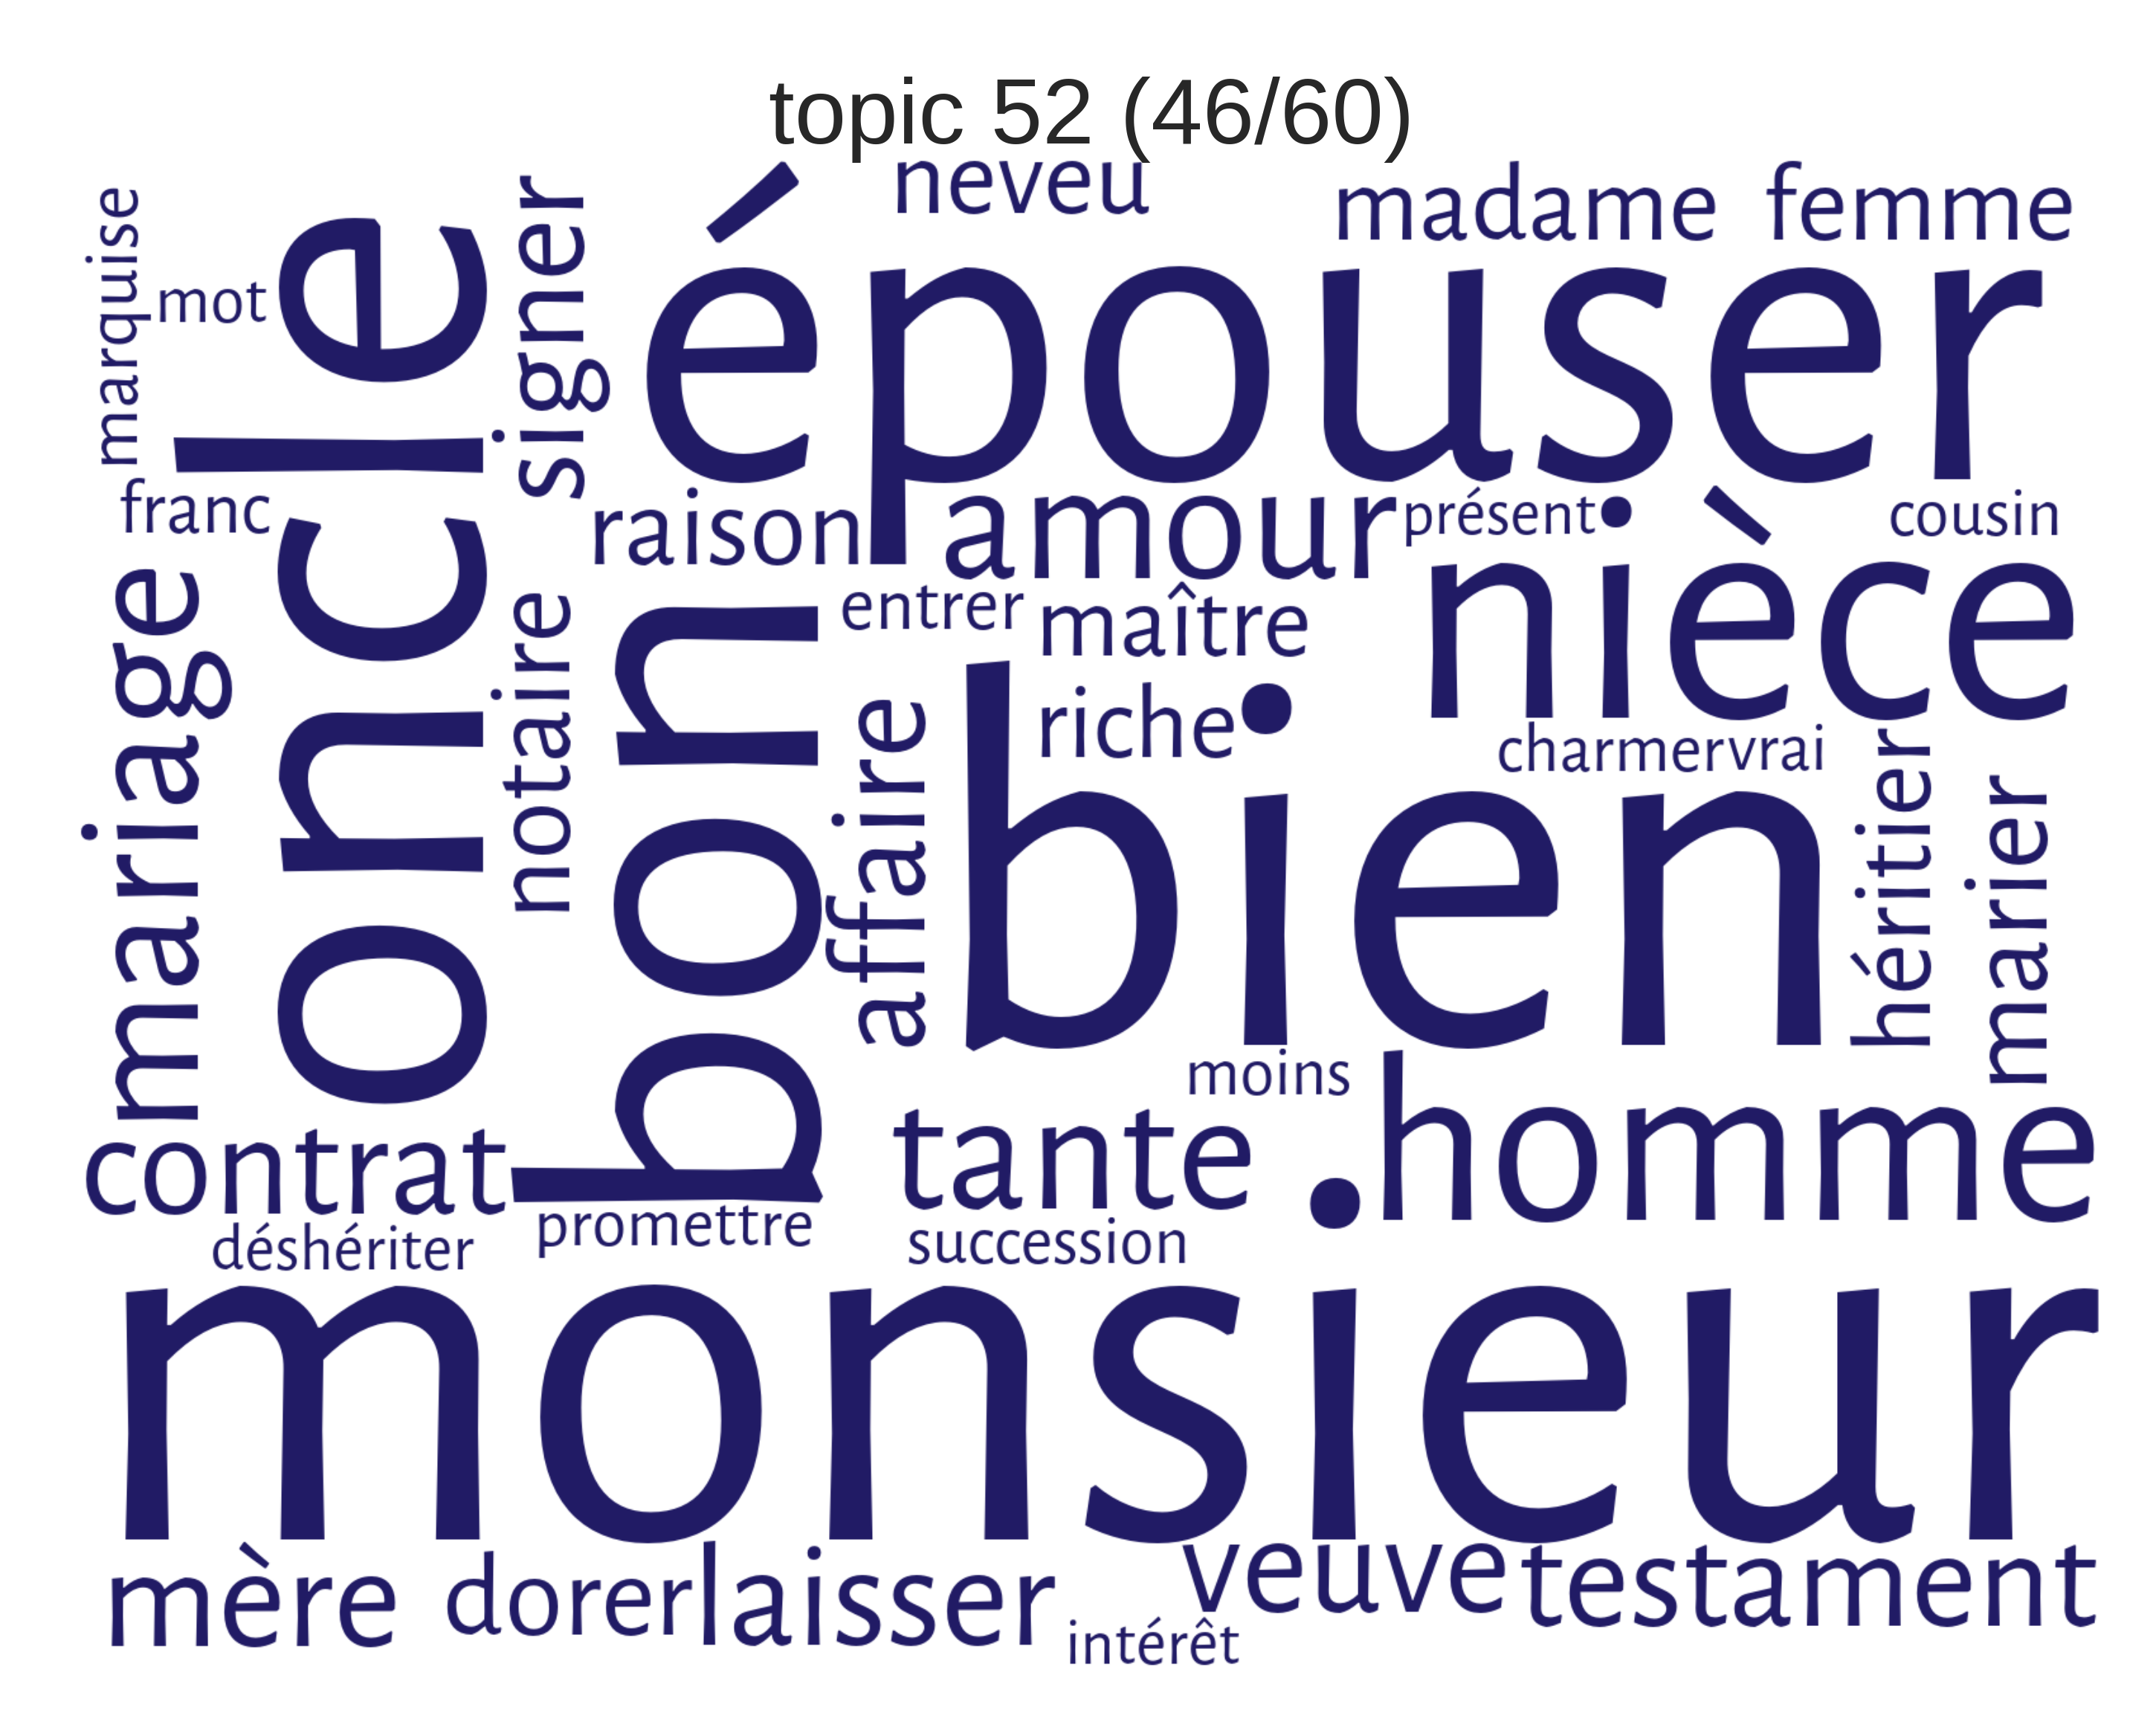 topic 52 (46/60)
neveu
madame
femme
marquise
mot
oncle
signer
épouser
franc
raison
amour
présent
cousin
nièce
entrer
maître
mariage
notaire
bon
riche
affaire
bien
charmer
vrai
héritier
marier
moins
contrat
tante
homme
déshériter
promettre
succession
monsieur
mère
dorer
laisser
veuve
testament
intérêt